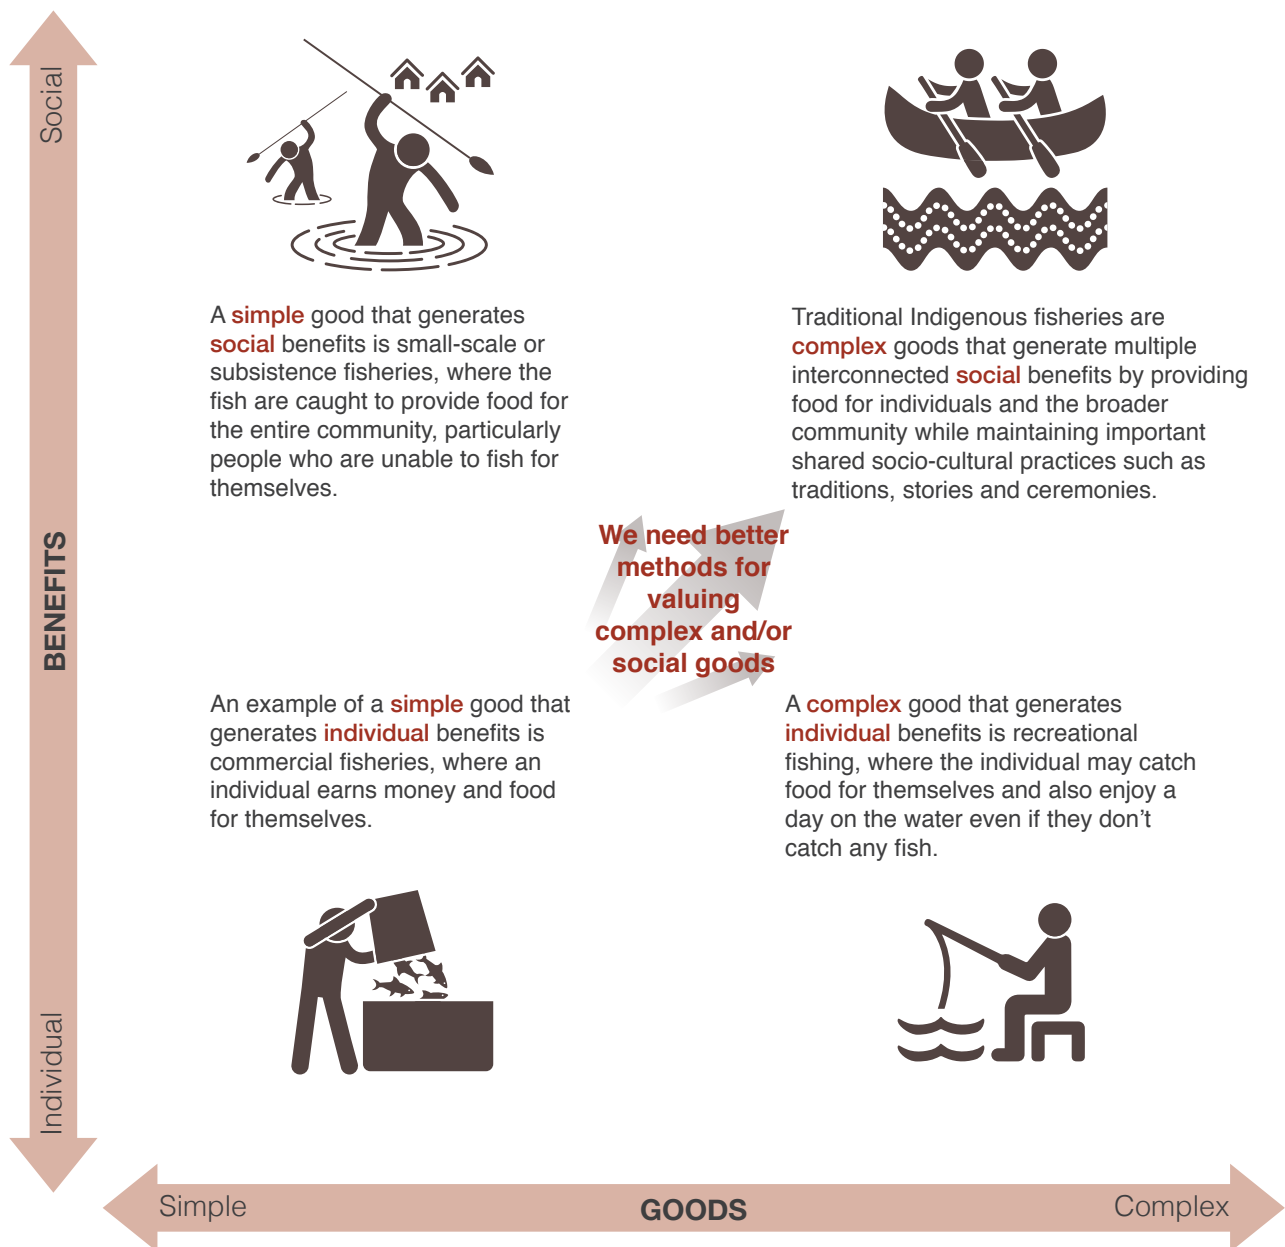 Social
BENEFITS
Individual
A simple good that generates
social benefits is small-scale or
subsistence fisheries, where the
fish are caught to provide food for
the entire community, particularly
people who are unable to fish for
themselves.
Traditional Indigenous fisheries are
complex goods that generate multiple
interconnected social benefits by providing
food for individuals and the broader
community while maintaining important
shared socio-cultural practices such as
traditions, stories and ceremonies.
We need better
methods for
valuing
complex and/or
social goods
An example of a simple good that
generates individual benefits is
commercial fisheries, where an
individual earns money and food
for themselves.
A complex good that generates
individual benefits is recreational
fishing, where the individual may catch
food for themselves and also enjoy a
day on the water even if they don’t
catch any fish.
Simple
GOODS
Complex